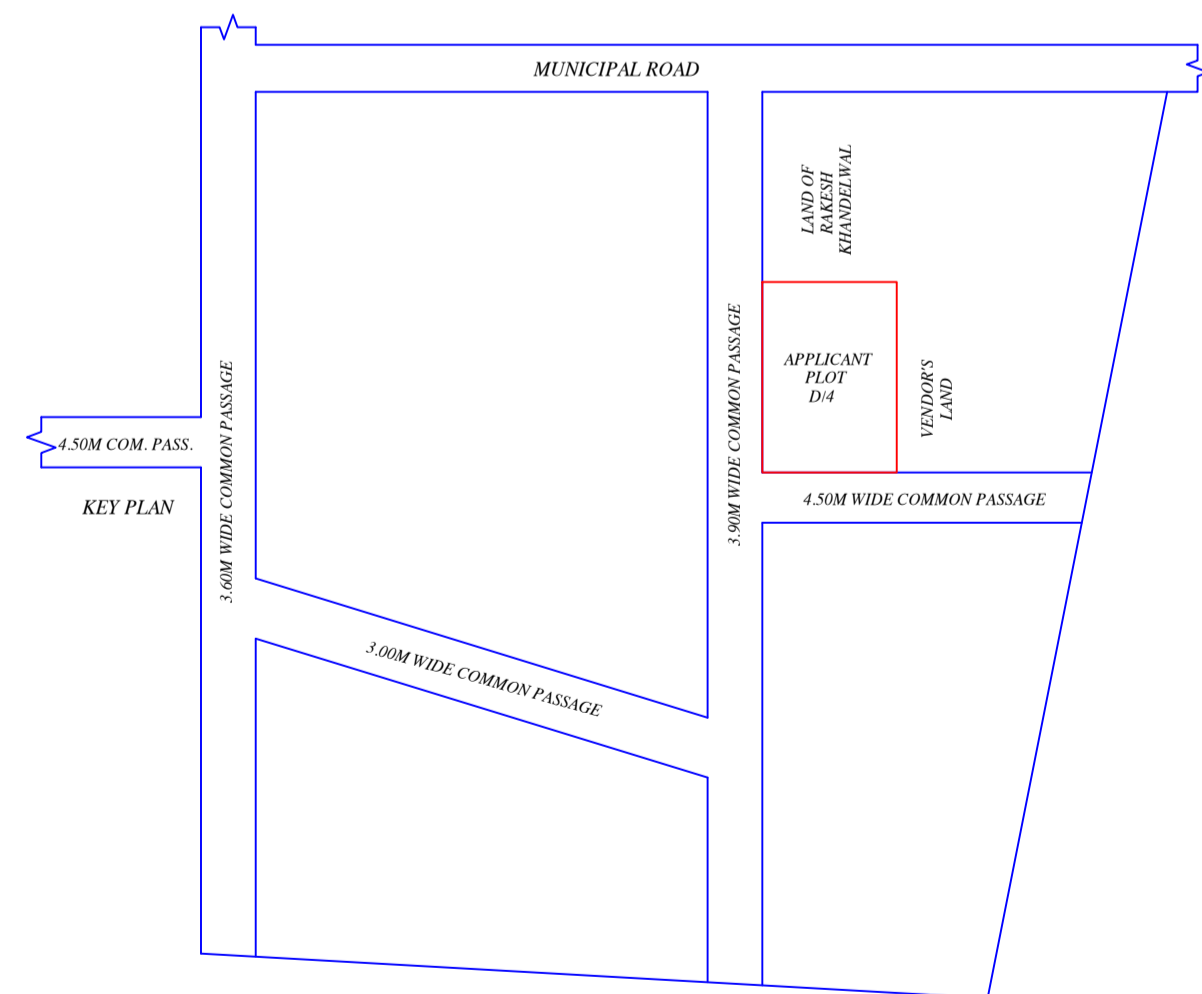 MUNICIPAL ROAD
LAND OF
RAKESH
KHANDELWAL
APPLICANT
PLOT
D/4
VENDOR'S
LAND
3.90M WIDE COMMON PASSAGE
3.60M WIDE COMMON PASSAGE
4.50M COM. PASS.
4.50M WIDE COMMON PASSAGE
KEY PLAN
3.00M WIDE COMMON PASSAGE